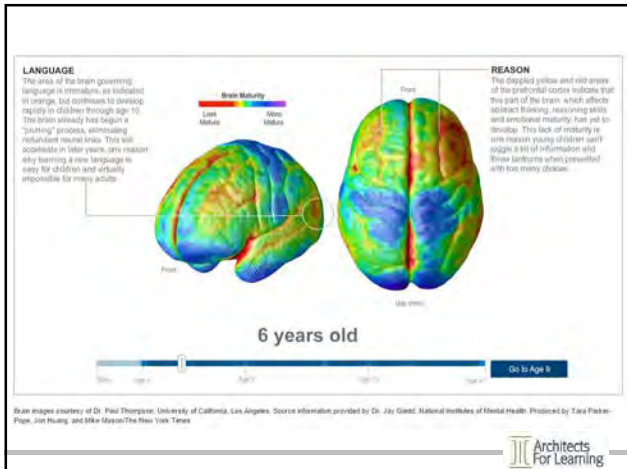 LANGUAGE
The area of the brain governing
language is immature, as indicated
in orange, but continues to develop
rapidly in children through age 10.
The brain already has begun a
"pruning" process, eliminating
redundant neural links. This will
accelerate in later years, one reason
why learning a new language is
easy for children and virtually
impossible for many adults.
Brain Maturity
Less
Mature
More
Mature
Front
REASON
The dappled yellow and red areas
of the prefrontal cortex indicate that
this part of the brain, which affects
abstract thinking, reasoning skills
and emotional maturity, has yet to
develop. This lack of maturity is
one reason young children can't
juggle a lot of information and
throw tantrums when presented
with too many choices.
Front
(top view)
6 years old
Go to Age 9
Brain images courtesy of Dr. Paul Thompson, University of California, Los Angeles. Source information provided by Dr. Jay Giedd, National Institutes of Mental Health. Produced by Tara Parker-
Pope, Jon Huang, and Mike Mason/The New York Times
Architects
For Learning